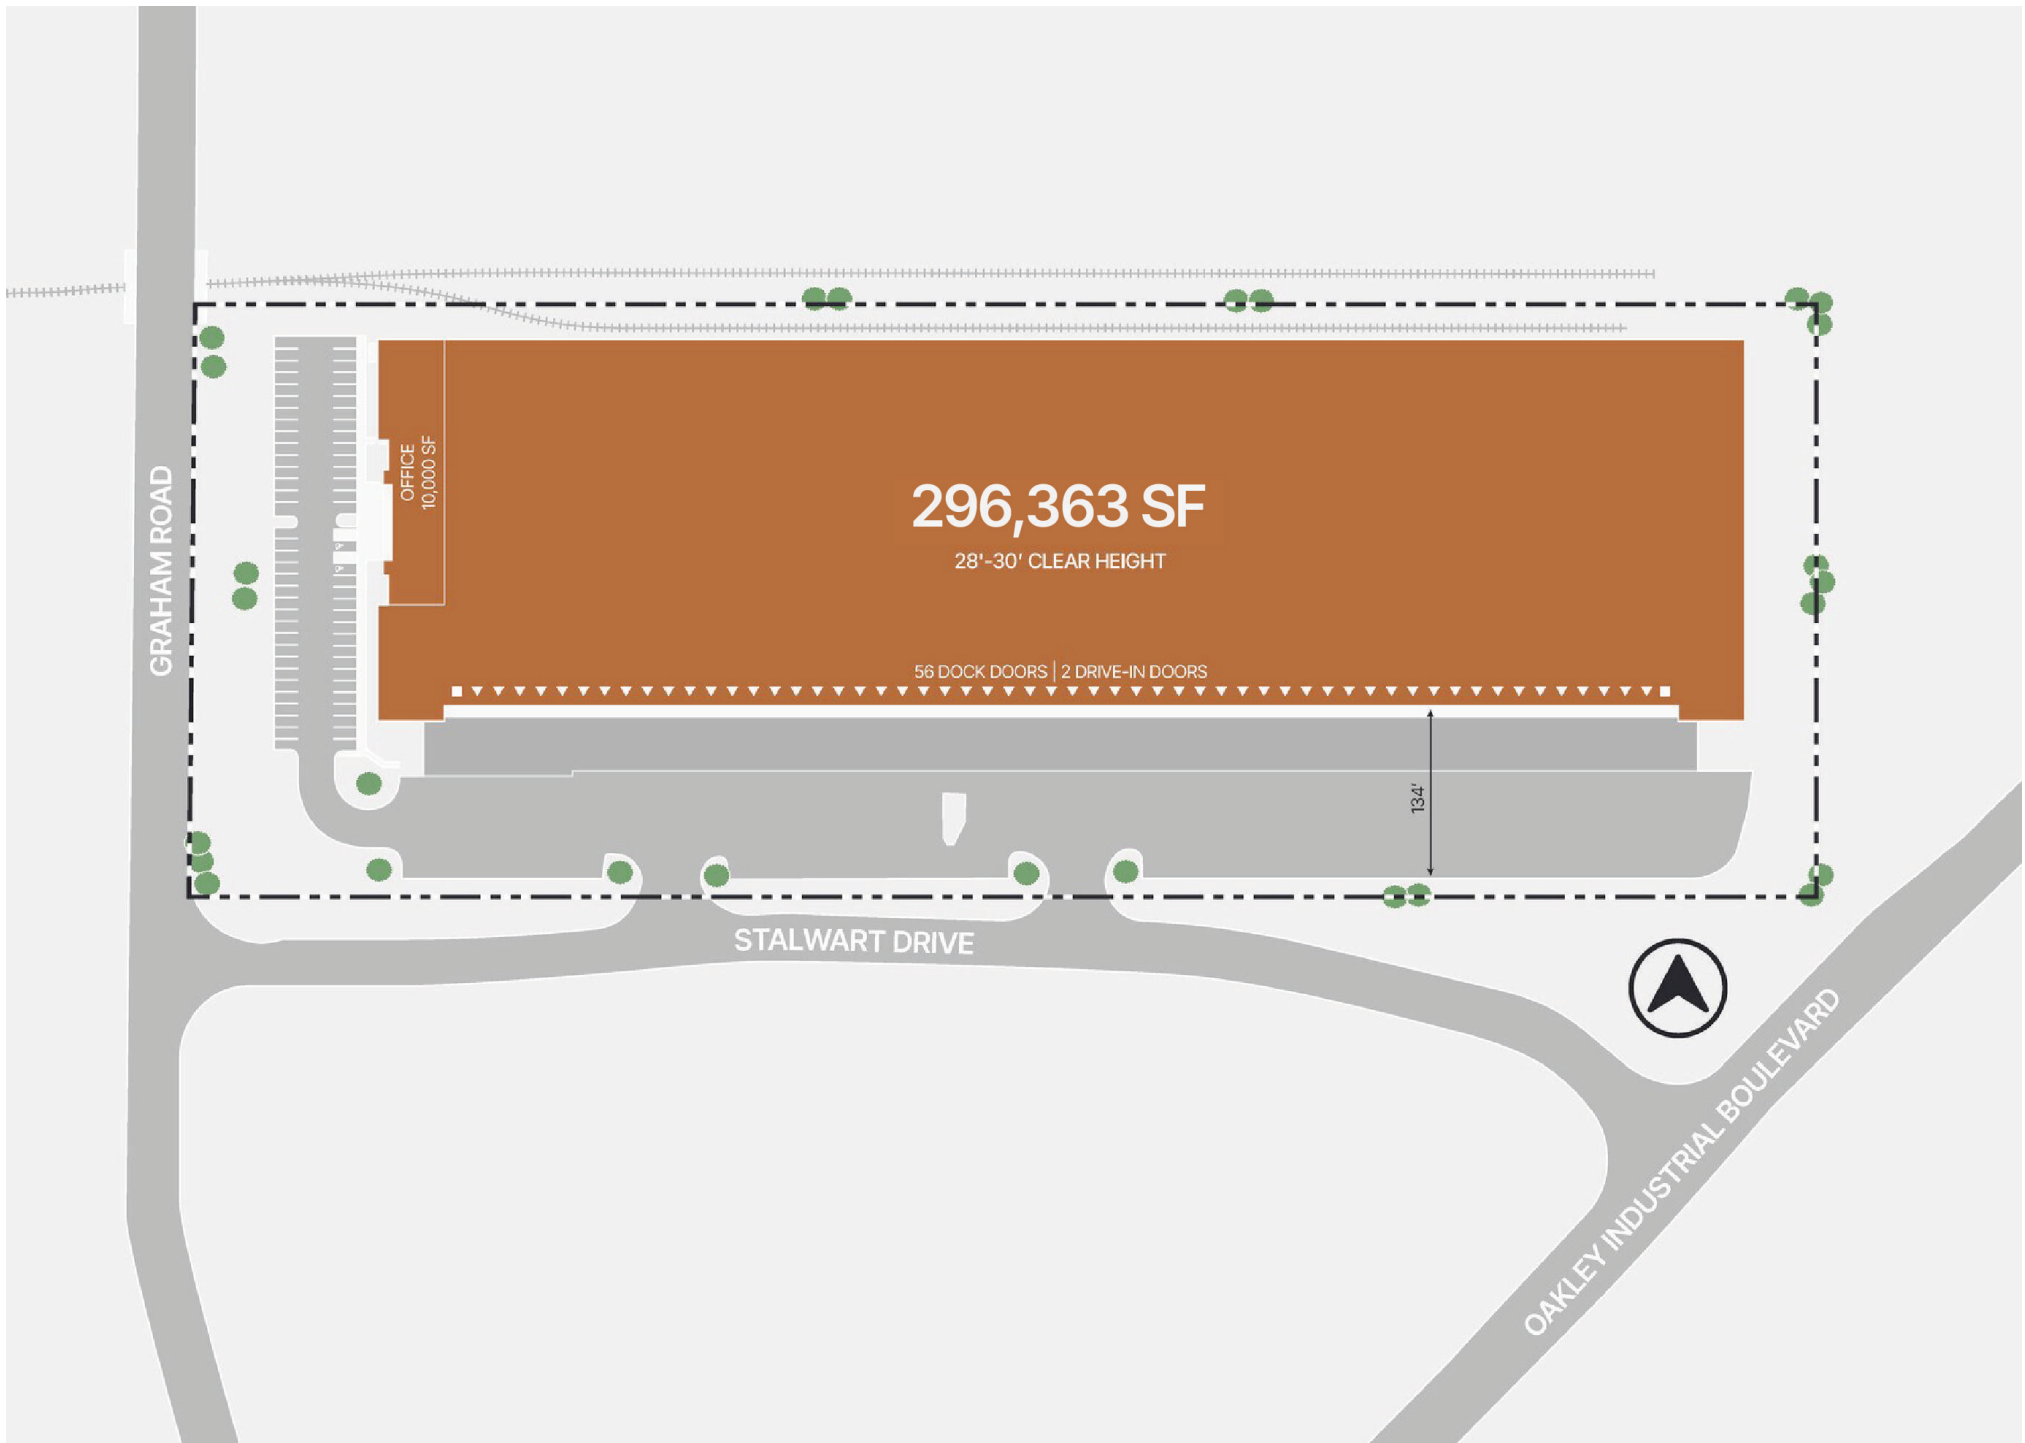 GRAHAM ROAD
OFFICE
10,000 SF
296,363 SF
28'-30' CLEAR HEIGHT
56 DOCK DOORS | 2 DRIVE-IN DOORS
134'
STALWART DRIVE
OAKLEY INDUSTRIAL BOULEVARD